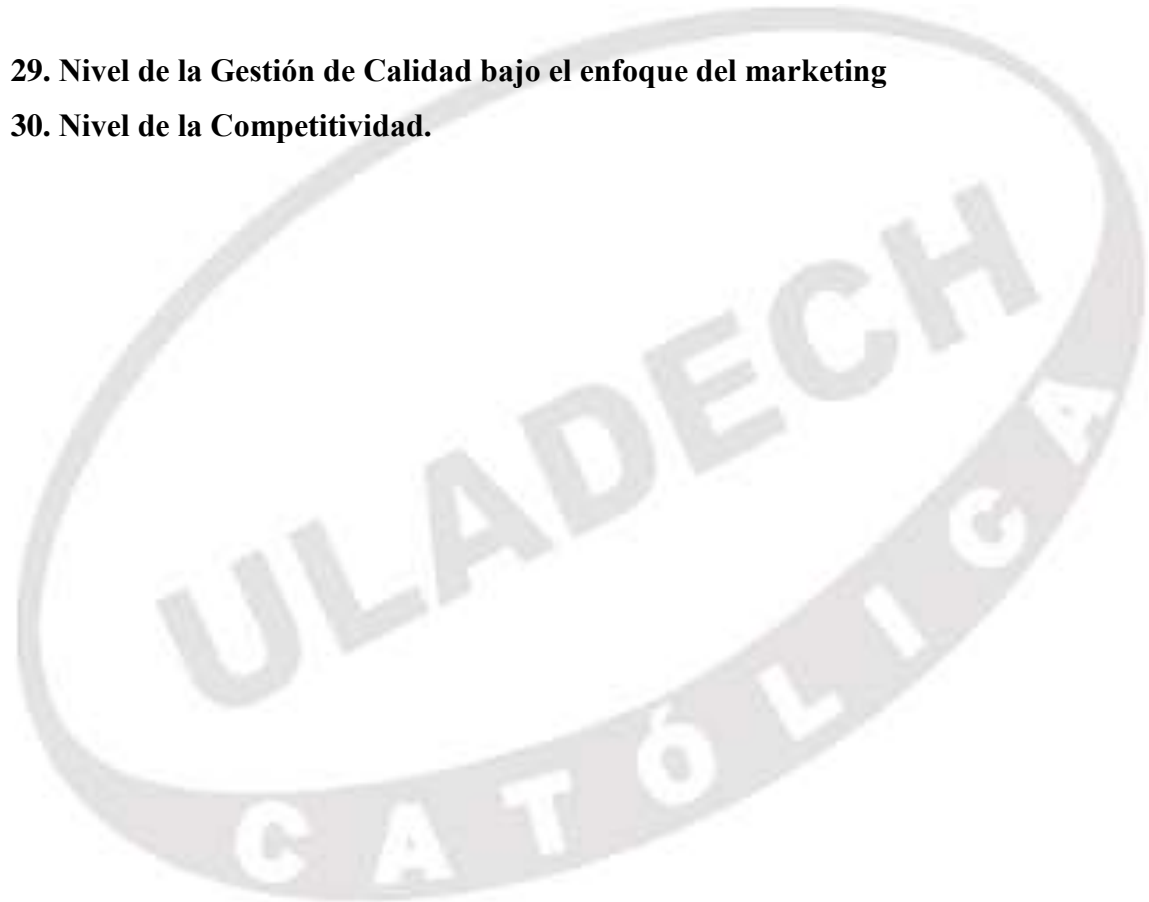 29. Nivel de la Gestión de Calidad bajo el enfoque del marketing
30. Nivel de la Competitividad.
ULADECH
CATÓLICA